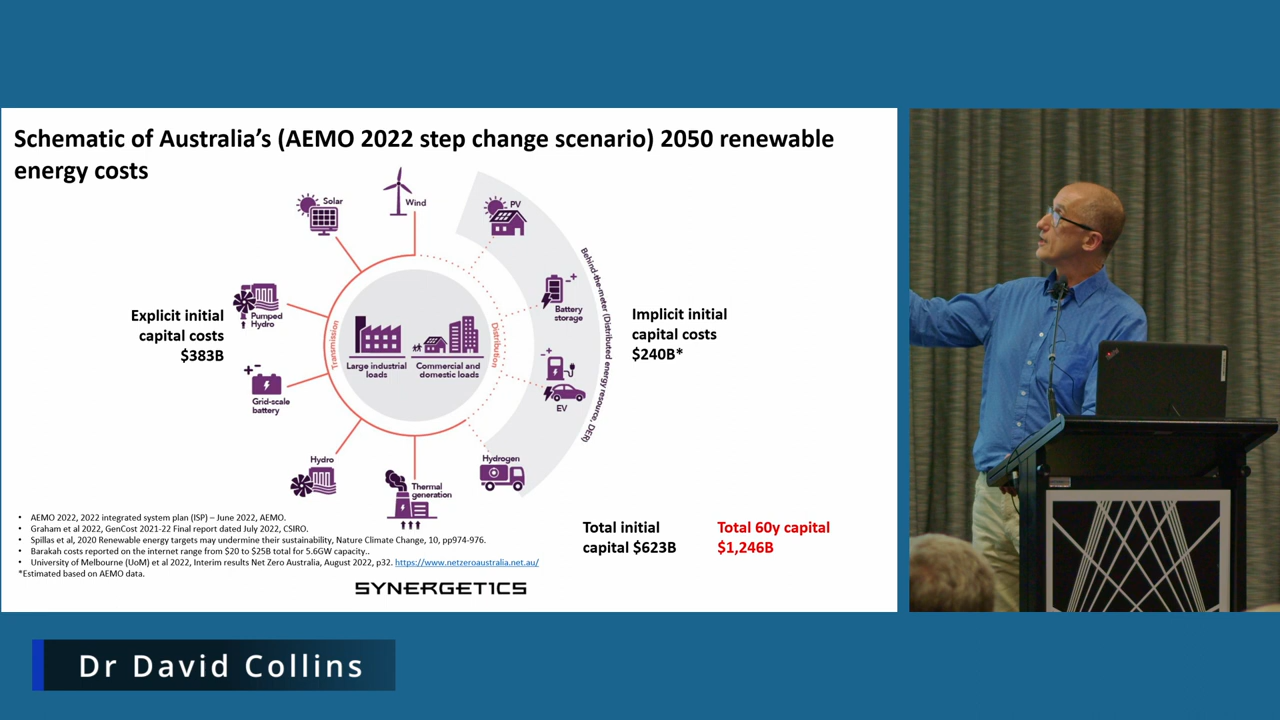 Schematic of Australia's (AEMO 2022 step change scenario) 2050 renewable
energy costs
Solar
Wind
PV
Pumped
Hydro
Battery
storage
Grid-scale
battery
EV
Hydro
Thermal
generation
Hydrogen
Transmission
Distribution
Large industrial
loads
Commercial and
domestic loads
Behind-the-meter (Distributed energy resource, DER)
Explicit initial
capital costs
$383B
Implicit initial
capital costs
$240B*
Total initial
capital $623B
Total 60y capital
$1,246B
• AEMO 2022, 2022 integrated system plan (ISP) – June 2022, AEMO.
• Graham et al 2022, GenCost 2021-22 Final report dated July 2022, CSIRO.
• Spillas et al, 2020 Renewable energy targets may undermine their sustainability, Nature Climate Change, 10, pp974-976.
• Barakah costs reported on the internet range from $20 to $25B total for 5.6GW capacity..
• University of Melbourne (UoM) et al 2022, Interim results Net Zero Australia, August 2022, p32. https://www.netzeroaustralia.net.au/
*Estimated based on AEMO data.
SYNERGETICS
Dr David Collins